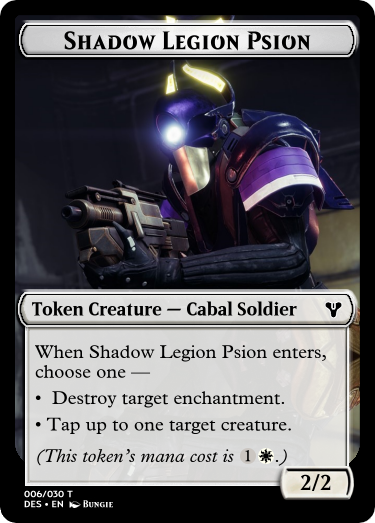 Shadow Legion Psion
Token Creature — Cabal Soldier
When Shadow Legion Psion enters,
choose one —
• Destroy target enchantment.
• Tap up to one target creature.
(This token's mana cost is 1 .)
2/2
006/030 T
DES • EN Bungie